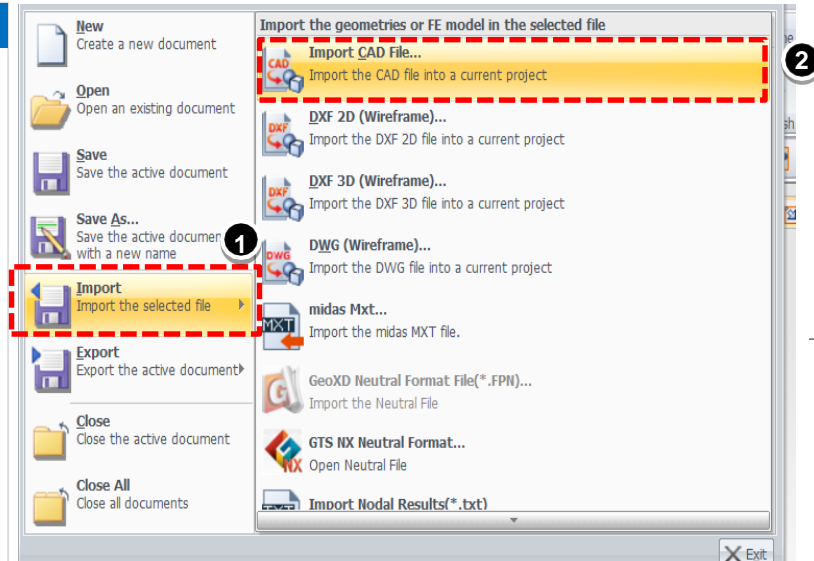 New
Create a new document
Open
Open an existing document
Save
Save the active document
Save As...
Save the active documen
with a new name
1
Import
Import the selected file
Export
Export the active document
Close
Close the active document
Close All
Close all documents
Import the geometries or FE model in the selected file
CAD
Import CAD File...
Import the CAD file into a current project
2
DXF
DXF 2D (Wireframe)...
Import the DXF 2D file into a current project
DXF
DXF 3D (Wireframe)...
Import the DXF 3D file into a current project
DWG
DWG (Wireframe)...
Import the DWG file into a current project
MXT
midas Mxt...
Import the midas MXT file.
G
GeoXD Neutral Format File(*.FPN)...
Import the Neutral File
NX
GTS NX Neutral Format...
Open Neutral File
Import Nodal Results(*.txt)
Exit